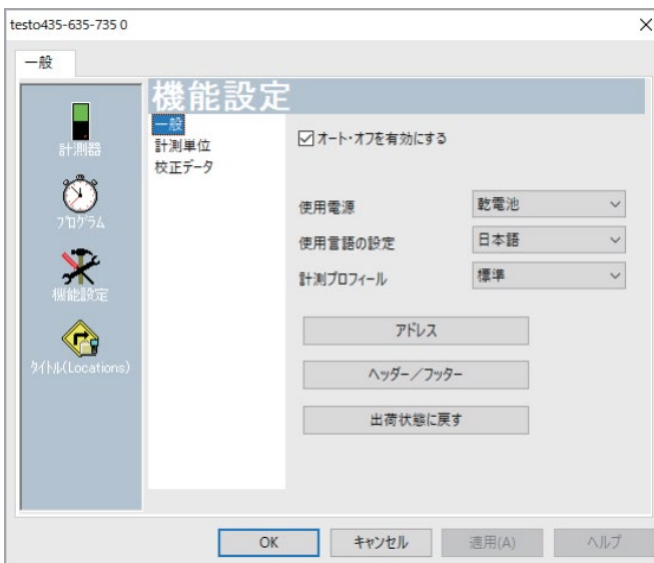 testo435-635-735 0
一般
機能設定
計測器
プログラム
機能設定
タイトル(Locations)
一般
計測単位
校正データ
オート・オフを有効にする
使用電源
乾電池
使用言語の設定
日本語
計測プロフィール
標準
アドレス
ヘッダー/フッター
出荷状態に戻す
OK
キャンセル
適用(A)
ヘルプ